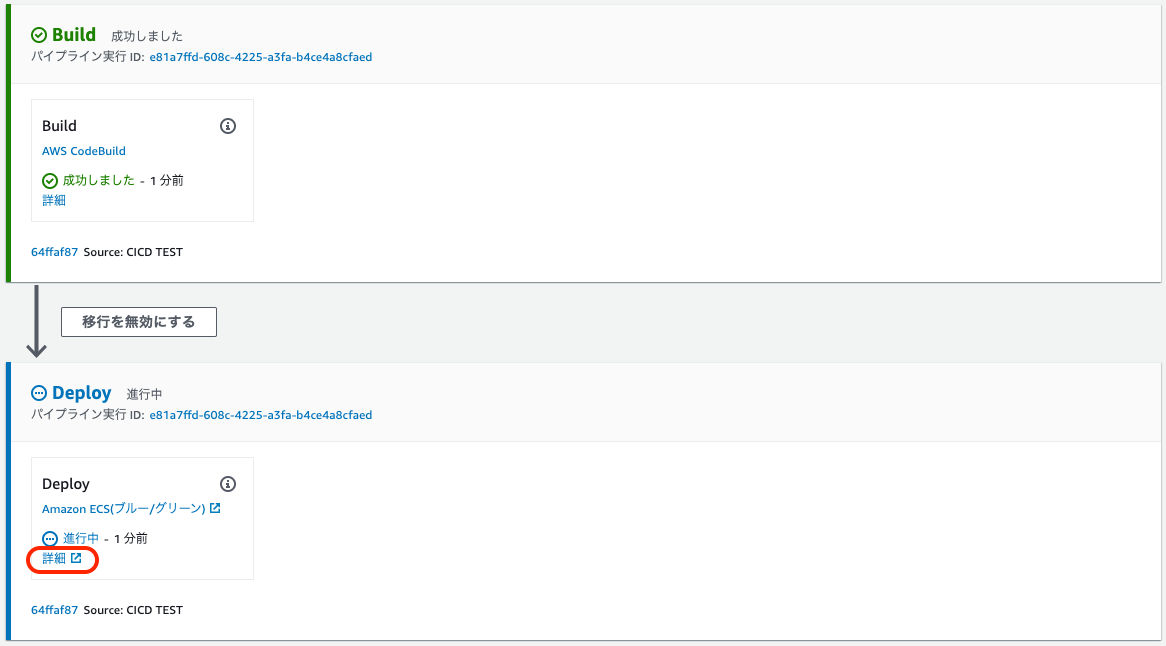 Build 成功しました
パイプライン実行 ID: e81a7ffd-608c-4225-a3fa-b4ce4a8cfaed
Build
AWS CodeBuild
成功しました - 1 分前
詳細
64ffaf87 Source: CICD TEST
移行を無効にする
Deploy 進行中
パイプライン実行 ID: e81a7ffd-608c-4225-a3fa-b4ce4a8cfaed
Deploy
Amazon ECS(ブルー/グリーン)
進行中 - 1 分前
詳細
64ffaf87 Source: CICD TEST